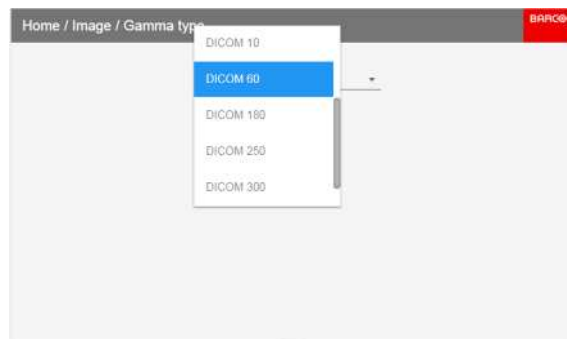 Home / Image / Gamma type
BARCO
DICOM 10
DICOM 60
DICOM 180
DICOM 250
DICOM 300